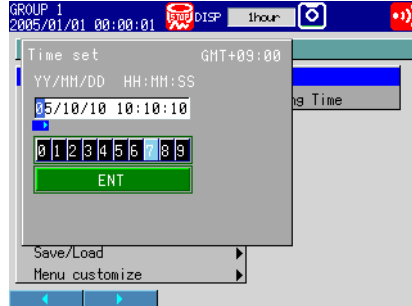 GROUP 1
2005/01/01 00:00:01 STOP DISP 1hour
Time set GMT+09:00
YY/MM/DD HH:MM:SS
05/10/10 10:10:10
ng Time
0 1 2 3 4 5 6 7 8 9
ENT
Save/Load
Menu customize